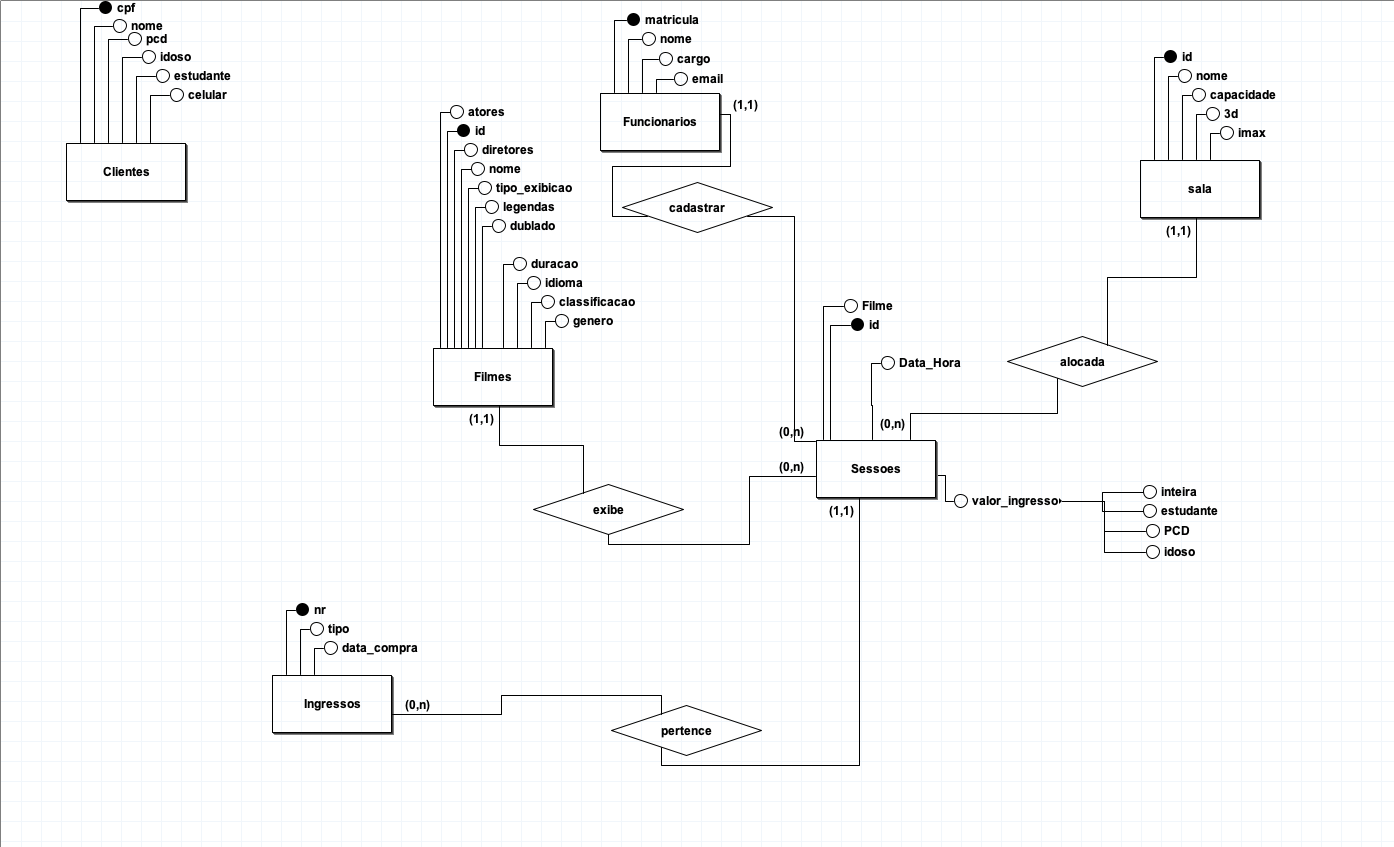 cpf
nome
pcd
idoso
estudante
celular
Clientes
matricula
nome
cargo
email
Funcionarios
(1,1)
id
nome
capacidade
3d
imax
sala
(1,1)
atores
id
diretores
nome
tipo_exibicao
legendas
dublado
duracao
idioma
classificacao
genero
Filmes
(1,1)
cadastrar
Filme
id
Data_Hora
alocada
(0,n)
(0,n)
(0,n)
Sessoes
(1,1)
valor_ingresso
inteira
estudante
PCD
idoso
exibe
nr
tipo
data_compra
Ingressos
(0,n)
pertence